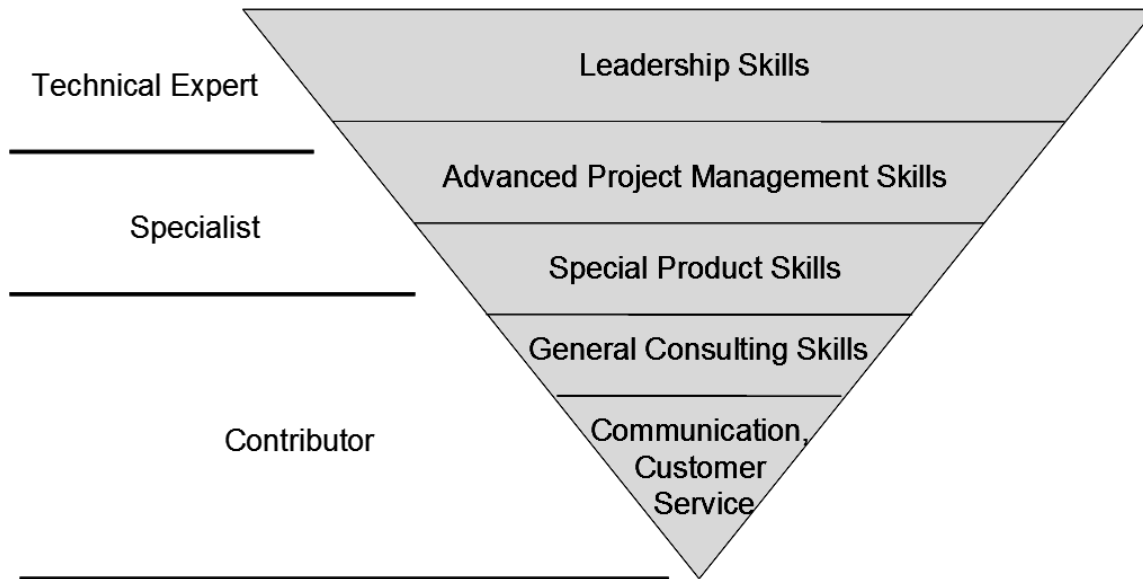 Leadership Skills
Technical Expert
Advanced Project Management Skills
Specialist
Special Product Skills
General Consulting Skills
Contributor
Communication,
Customer
Service